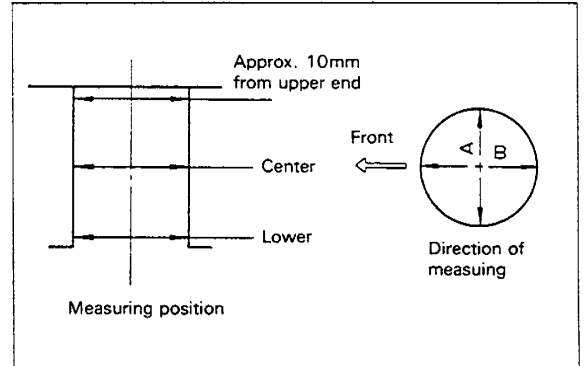 Approx. 10mm
from upper end
Front
A
B
Center
Lower
Direction of
measuing
Measuring position